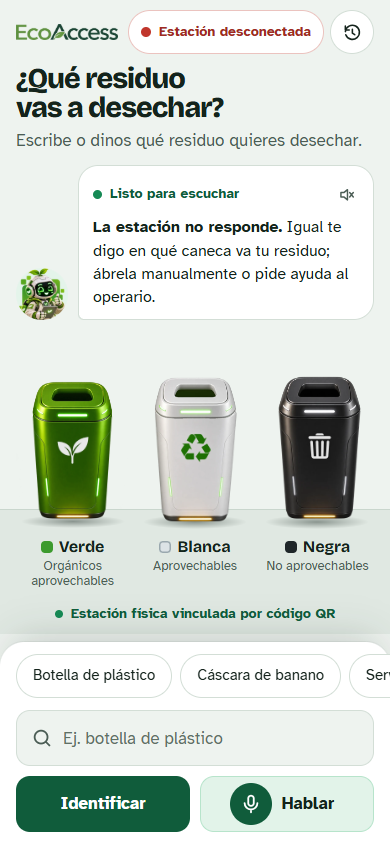 EcoAccess
Estación desconectada
¿Qué residuo
vas a desechar?
Escribe o dinos qué residuo quieres desechar.
Listo para escuchar
La estación no responde. Igual te
digo en qué caneca va tu residuo;
ábrela manualmente o pide ayuda al
operario.
Verde
Orgánicos
aprovechables
Blanca
Aprovechables
Negra
No aprovechables
Estación física vinculada por código QR
Botella de plástico
Cáscara de banano
Ej. botella de plástico
Identificar
Hablar